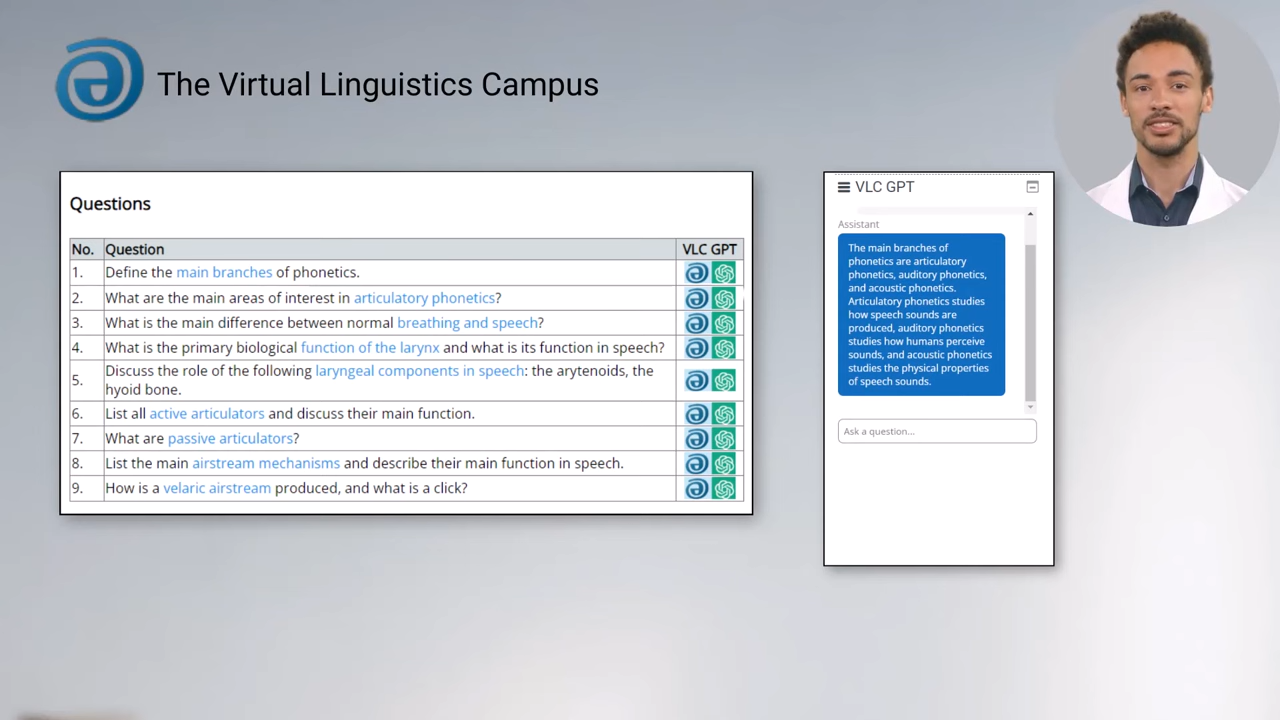 The Virtual Linguistics Campus
Questions
No. Question VLC GPT
1. Define the main branches of phonetics.
2. What are the main areas of interest in articulatory phonetics?
3. What is the main difference between normal breathing and speech?
4. What is the primary biological function of the larynx and what is its function in speech?
5. Discuss the role of the following laryngeal components in speech: the arytenoids, the
hyoid bone.
6. List all active articulators and discuss their main function.
7. What are passive articulators?
8. List the main airstream mechanisms and describe their main function in speech.
9. How is a velaric airstream produced, and what is a click?
VLC GPT
Assistant
The main branches of
phonetics are articulatory
phonetics, auditory phonetics,
and acoustic phonetics.
Articulatory phonetics studies
how speech sounds are
produced, auditory phonetics
studies how humans perceive
sounds, and acoustic phonetics
studies the physical properties
of speech sounds.
Ask a question...